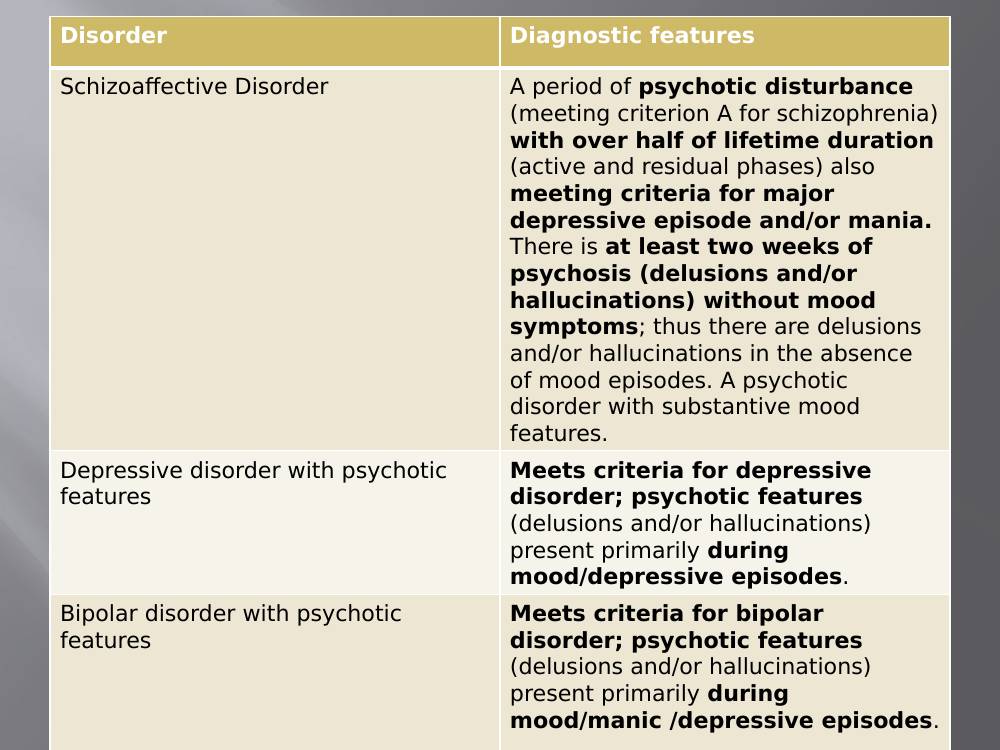 Disorder
Diagnostic features
Schizoaffective Disorder
A period of psychotic disturbance
(meeting criterion A for schizophrenia)
with over half of lifetime duration
(active and residual phases) also
meeting criteria for major
depressive episode and/or mania.
There is at least two weeks of
psychosis (delusions and/or
hallucinations) without mood
symptoms; thus there are delusions
and/or hallucinations in the absence
of mood episodes. A psychotic
disorder with substantive mood
features.
Depressive disorder with psychotic
features
Meets criteria for depressive
disorder; psychotic features
(delusions and/or hallucinations)
present primarily during
mood/depressive episodes.
Bipolar disorder with psychotic
features
Meets criteria for bipolar
disorder; psychotic features
(delusions and/or hallucinations)
present primarily during
mood/manic /depressive episodes.